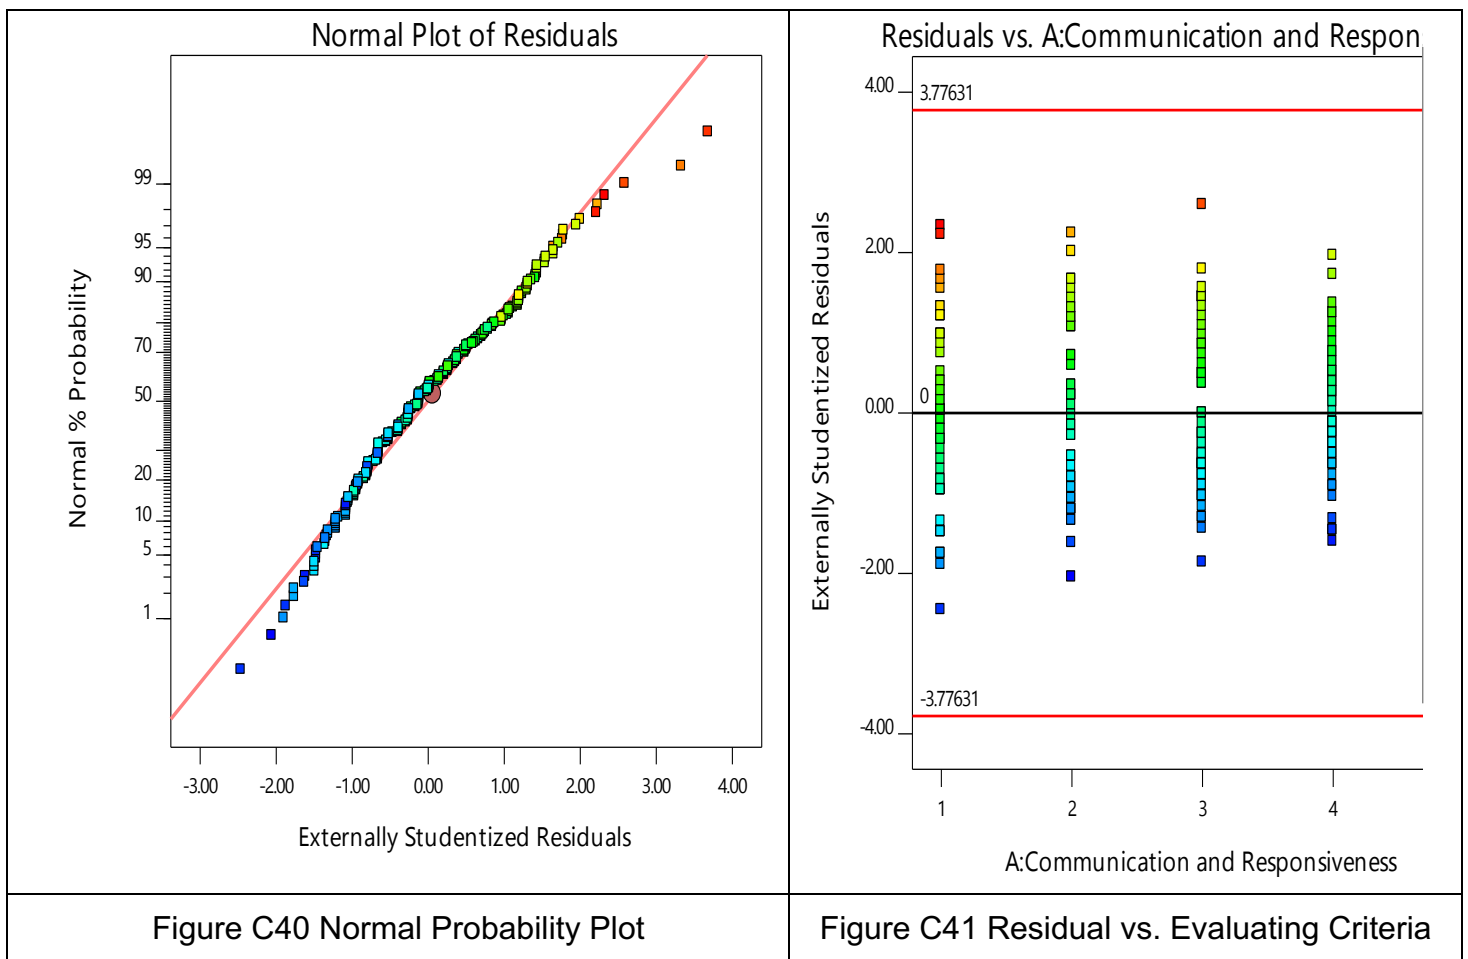 Normal Plot of Residuals
Normal % Probability
99
95
90
70
50
20
10
5
1
-3.00 -2.00 -1.00 0.00 1.00 2.00 3.00 4.00
Externally Studentized Residuals
Figure C40 Normal Probability Plot
Residuals vs. A:Communication and Respon
Externally Studentized Residuals
4.00
2.00
0.00
-2.00
-4.00
3.77631
0
-3.77631
1 2 3 4
A:Communication and Responsiveness
Figure C41 Residual vs. Evaluating Criteria